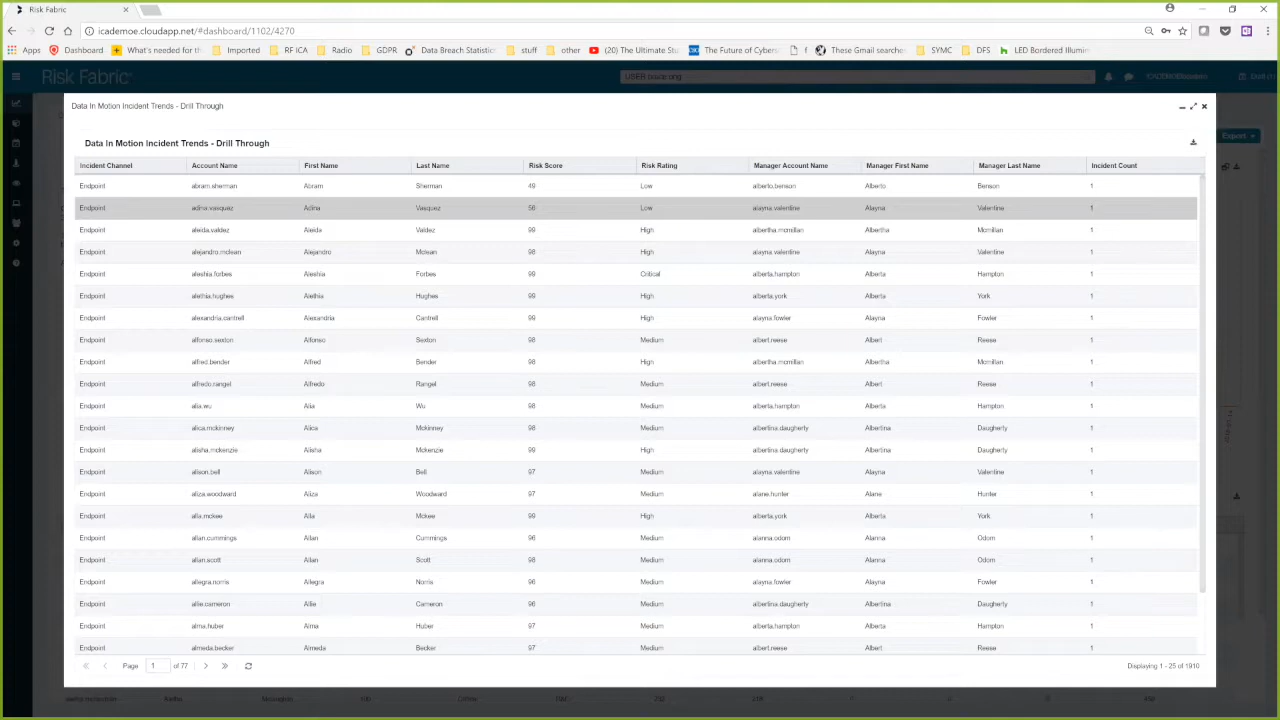 Risk Fabric
icademoe.cloudapp.net/#dashboard/1102/4270
Apps Dashboard What's needed for th Imported RF ICA Radio GDPR Data Breach Statistic stuff other (20) The Ultimate Stu The Future of Cybers f These Gmail searche SYMC DFS LED Bordered Illumin
Risk Fabric
Export
Data In Motion Incident Trends - Drill Through
Data In Motion Incident Trends - Drill Through
Incident Channel Account Name First Name Last Name Risk Score Risk Rating Manager Account Name Manager First Name Manager Last Name Incident Count
Endpoint abram.sherman Abram Sherman 49 Low alberto.benson Alberto Benson 1
Endpoint adina.vasquez Adina Vasquez 56 Low alayna.valentine Alayna Valentine 1
Endpoint aleida.valdez Aleida Valdez 99 High albertha.mcmillan Albertha Mcmillan 1
Endpoint alejandro.mclean Alejandro Mclean 98 High alayna.valentine Alayna Valentine 1
Endpoint aleshia.forbes Aleshia Forbes 99 Critical alberta.hampton Alberta Hampton 1
Endpoint alethia.hughes Alethia Hughes 99 High alberta.york Alberta York 1
Endpoint alexandria.cantrell Alexandria Cantrell 99 High alayna.fowler Alayna Fowler 1
Endpoint alfonso.sexton Alfonso Sexton 98 Medium albert.reese Albert Reese 1
Endpoint alfred.bender Alfred Bender 98 High albertha.mcmillan Albertha Mcmillan 1
Endpoint alfredo.rangel Alfredo Rangel 98 Medium albert.reese Albert Reese 1
Endpoint alia.wu Alia Wu 98 Medium alberta.hampton Alberta Hampton 1
Endpoint alica.mckinney Alica Mckinney 98 Medium albertina.daugherty Albertina Daugherty 1
Endpoint alisha.mckenzie Alisha Mckenzie 99 High albertina.daugherty Albertina Daugherty 1
Endpoint alison.bell Alison Bell 97 Medium alayna.valentine Alayna Valentine 1
Endpoint aliza.woodward Aliza Woodward 97 Medium alane.hunter Alane Hunter 1
Endpoint alla.mckee Alla Mckee 99 High alberta.york Alberta York 1
Endpoint allan.cummings Allan Cummings 96 Medium alanna.odom Alanna Odom 1
Endpoint allan.scott Allan Scott 98 Medium alanna.odom Alanna Odom 1
Endpoint allegra.norris Allegra Norris 96 Medium alayna.fowler Alayna Fowler 1
Endpoint allie.cameron Allie Cameron 96 Medium albertina.daugherty Albertina Daugherty 1
Endpoint alma.huber Alma Huber 97 Medium alberta.hampton Alberta Hampton 1
Endpoint almeda.becker Almeda Becker 97 Medium albert.reese Albert Reese 1
Page 1 of 77 Displaying 1 - 25 of 1910